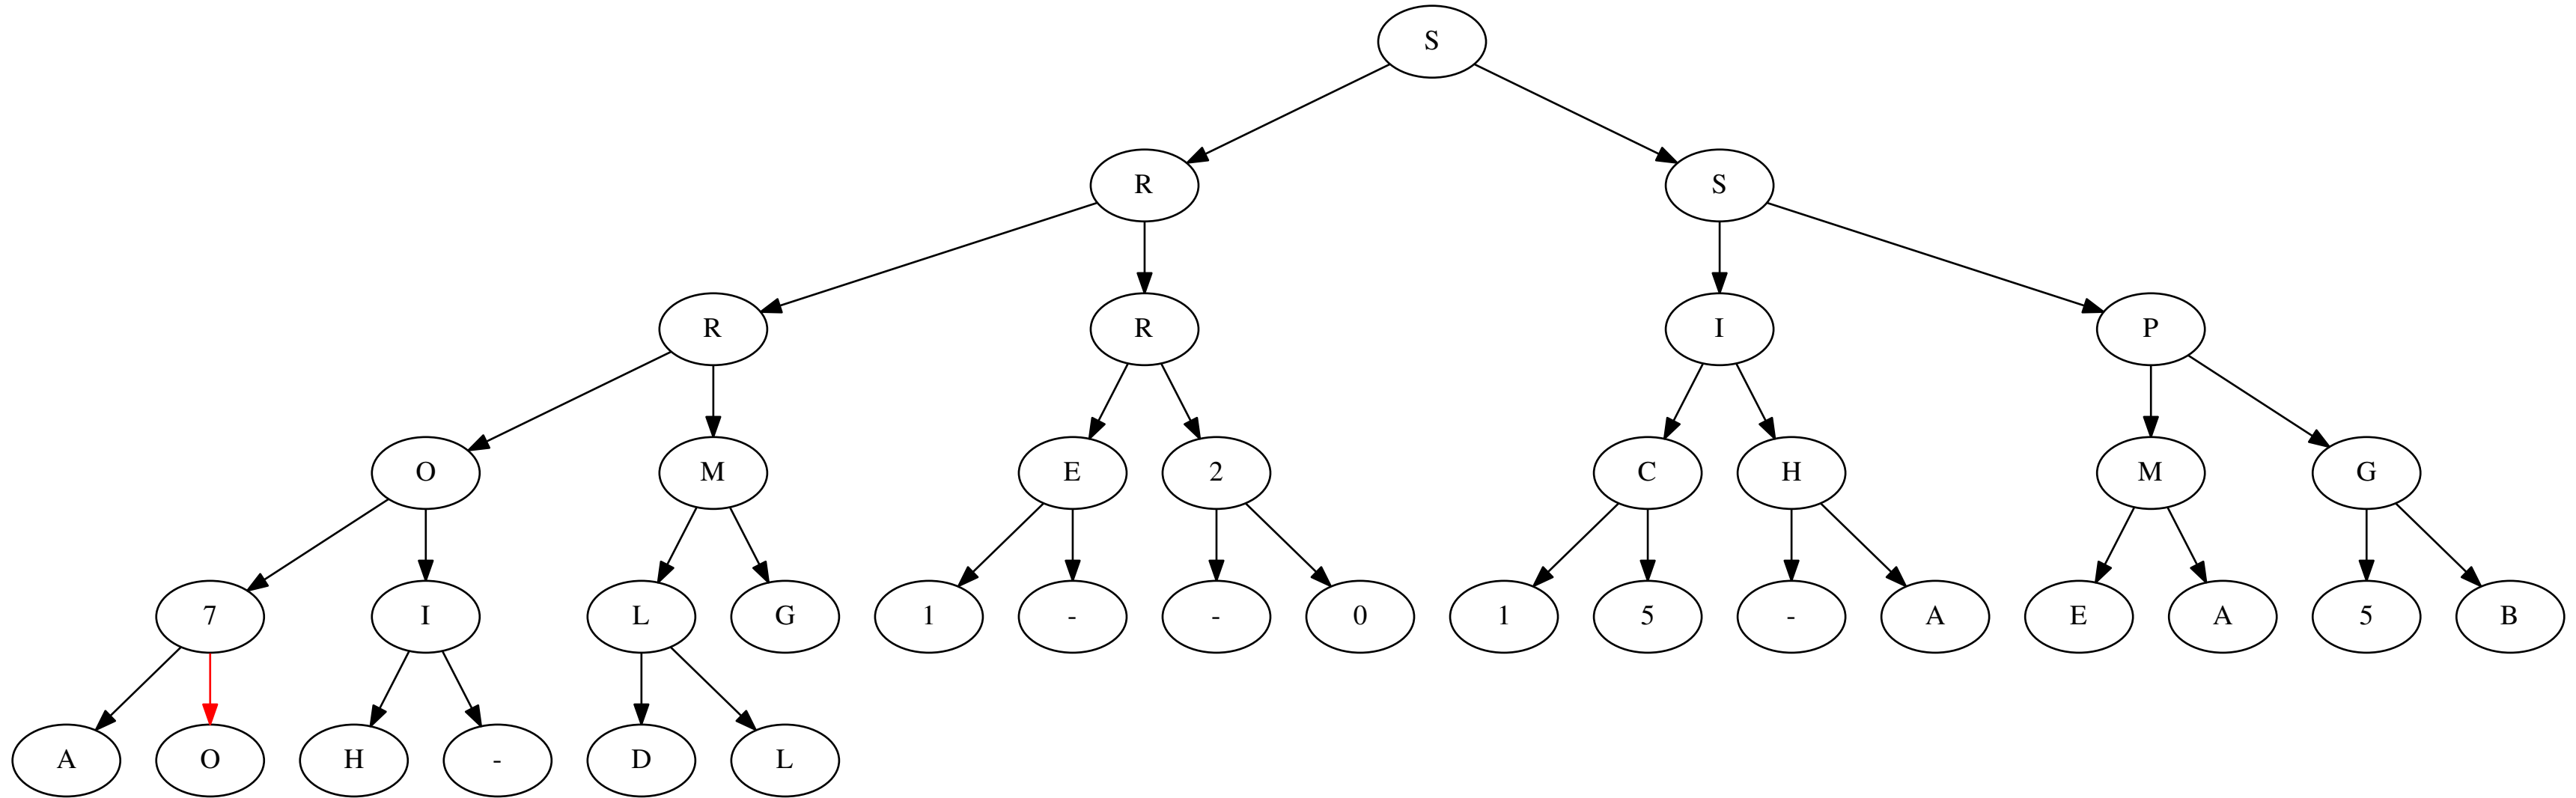 S
R S
R R I P
O M E 2 C H M G
7 I L G 1 - - 0 1 5 - A E A 5 B
A O H - D L